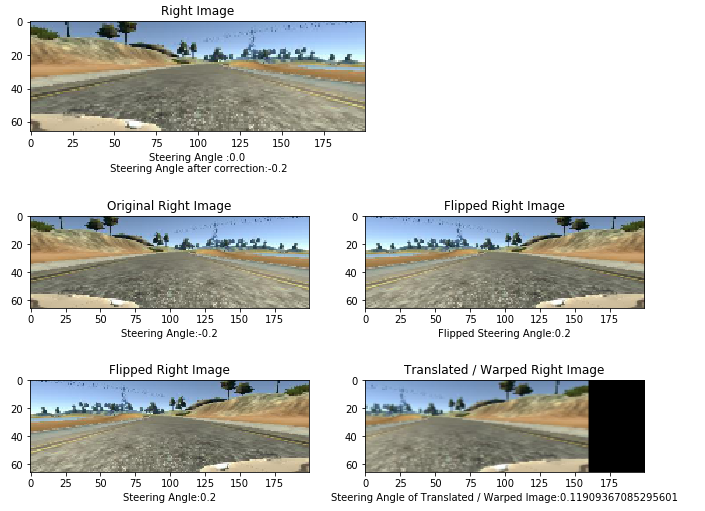 Right Image
0
20
40
60
0 25 50 75 100 125 150 175
Steering Angle :0.0
Steering Angle after correction:-0.2
Original Right Image
0
20
40
60
0 25 50 75 100 125 150 175
Steering Angle:-0.2
Flipped Right Image
0
20
40
60
0 25 50 75 100 125 150 175
Flipped Steering Angle:0.2
Flipped Right Image
0
20
40
60
0 25 50 75 100 125 150 175
Steering Angle:0.2
Translated / Warped Right Image
0
20
40
60
0 25 50 75 100 125 150 175
Steering Angle of Translated / Warped Image:0.11909367085295601